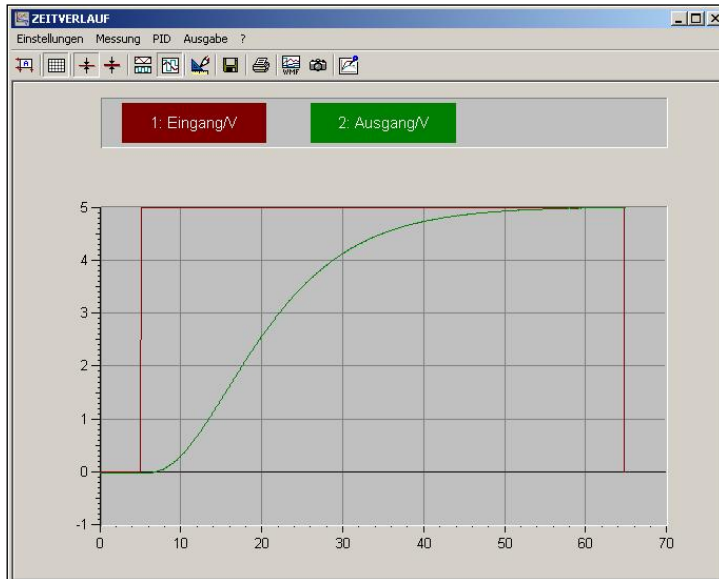 ZEITVERLAUF
Einstellungen Messung PID Ausgabe ?
A
WMF
1: Eingang/V 2: Ausgang/V
5
4
3
2
1
0
-1
0 10 20 30 40 50 60 70